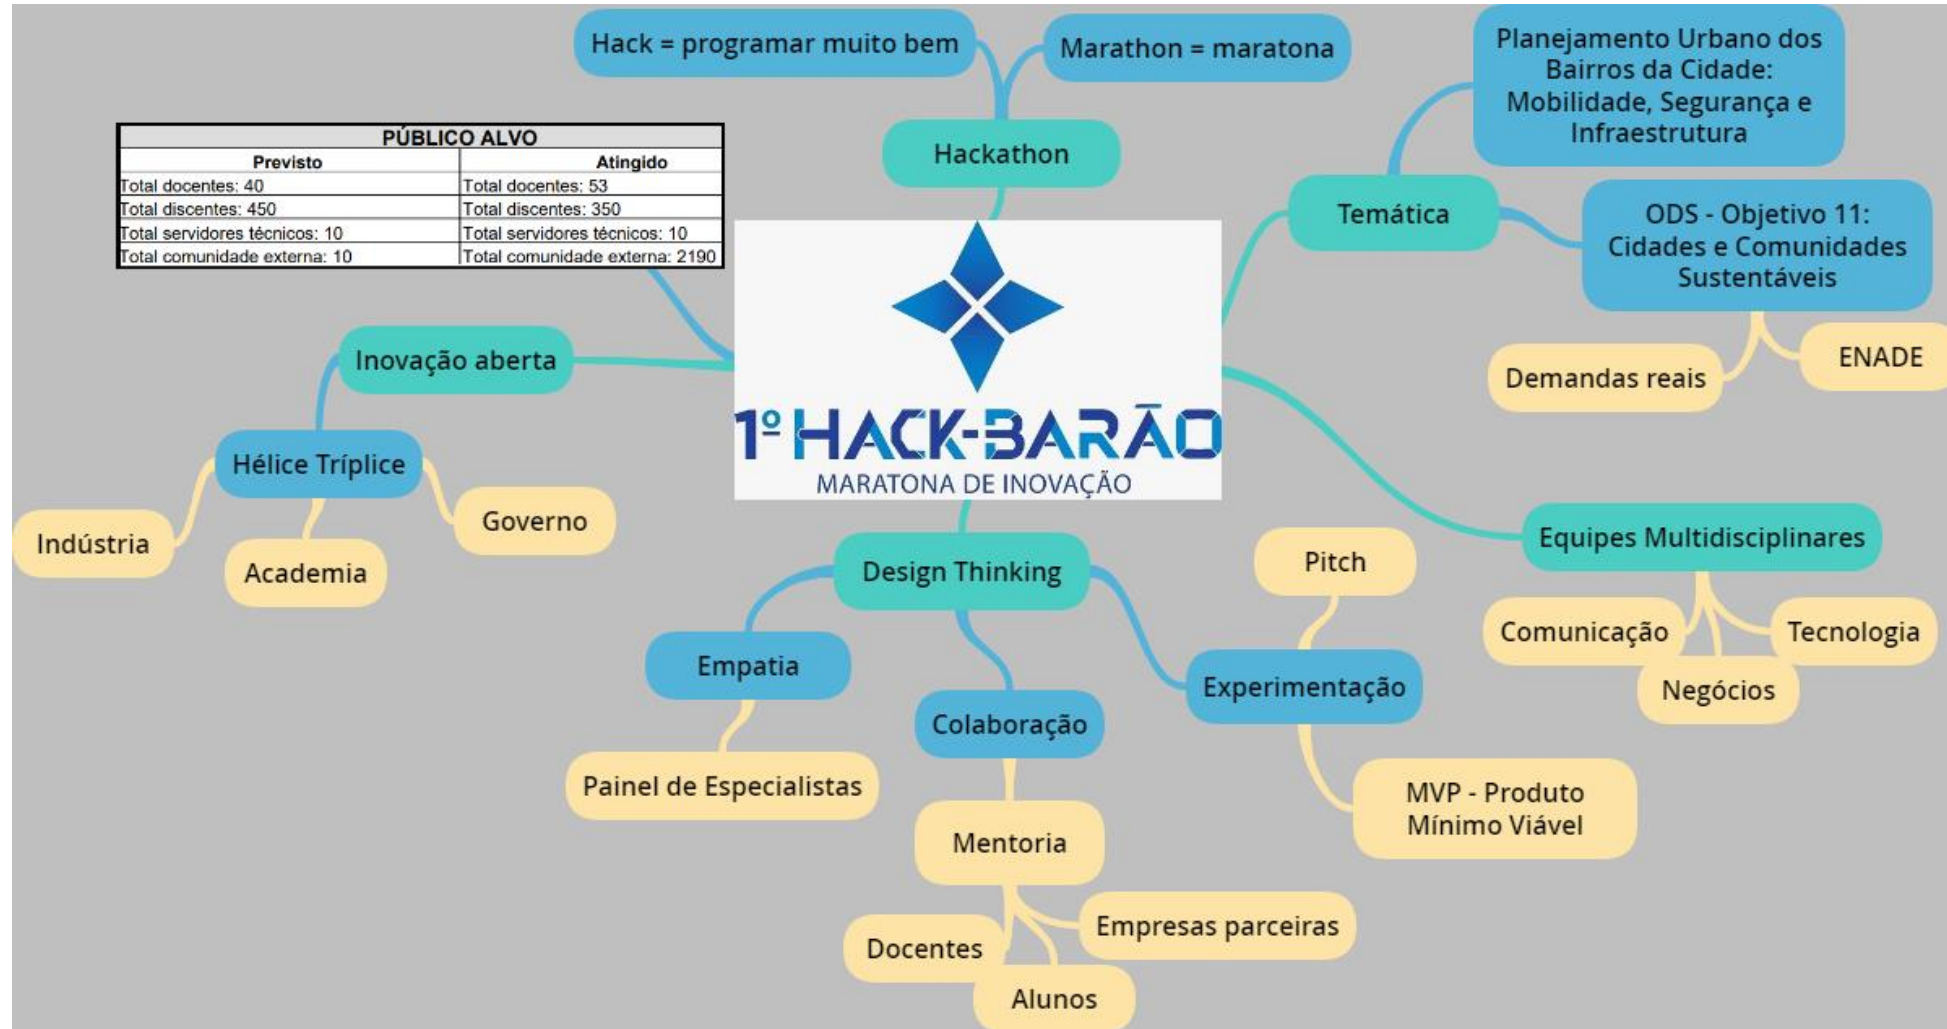 Hack = programar muito bem
Marathon = maratona
Hackathon
Planejamento Urbano dos
Bairros da Cidade:
Mobilidade, Segurança e
Infraestrutura
Temática
ODS - Objetivo 11:
Cidades e Comunidades
Sustentáveis
Demandas reais
ENADE
PÚBLICO ALVO
Previsto Atingido
Total docentes: 40 Total docentes: 53
Total discentes: 450 Total discentes: 350
Total servidores técnicos: 10 Total servidores técnicos: 10
Total comunidade externa: 10 Total comunidade externa: 2190
Inovação aberta
Hélice Tríplice
Indústria
Academia
Governo
1º HACK-BARÃO
MARATONA DE INOVAÇÃO
Equipes Multidisciplinares
Comunicação
Negócios
Tecnologia
Design Thinking
Empatia
Painel de Especialistas
Colaboração
Mentoria
Docentes
Alunos
Empresas parceiras
Experimentação
Pitch
MVP - Produto
Mínimo Viável